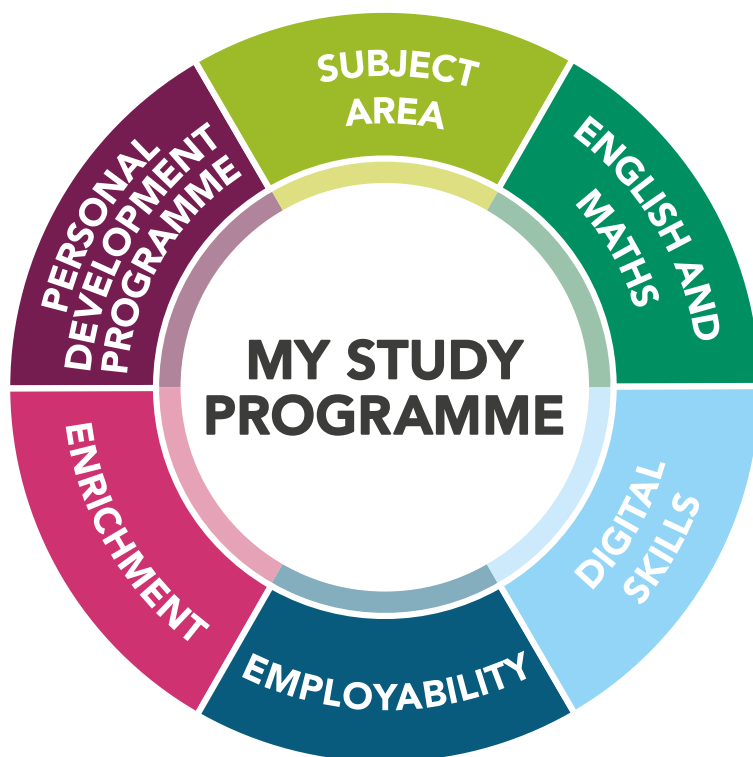 SUBJECT
AREA
ENGLISH AND
MATHS
DIGITAL
SKILLS
EMPLOYABILITY
ENRICHMENT
PERSONAL
DEVELOPMENT
PROGRAMME
MY STUDY
PROGRAMME